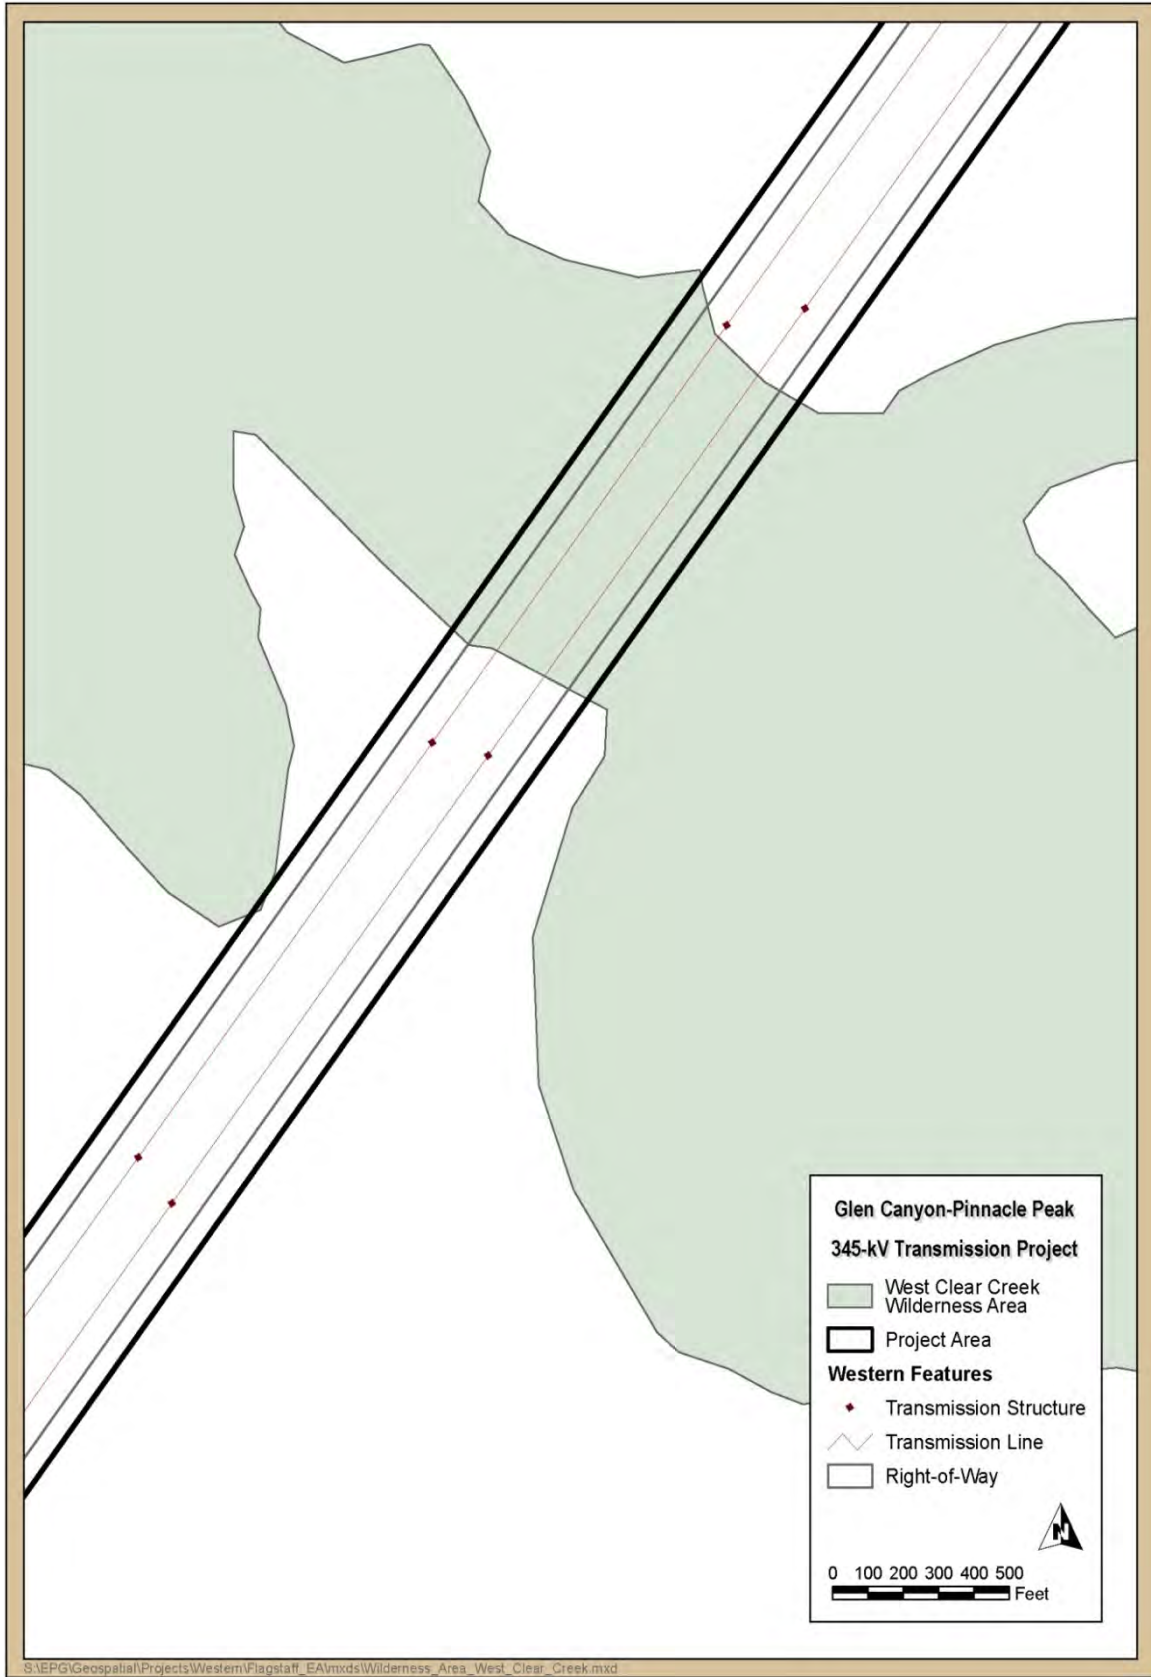 Glen Canyon-Pinnacle Peak
345-kV Transmission Project
West Clear Creek
Wilderness Area
Project Area
Western Features
Transmission Structure
Transmission Line
Right-of-Way
N
0 100 200 300 400 500
Feet
S:\EPG\Geospatial\Projects\Western\Flagstaff_EA\mxds\Wilderness_Area_West_Clear_Creek.mxd